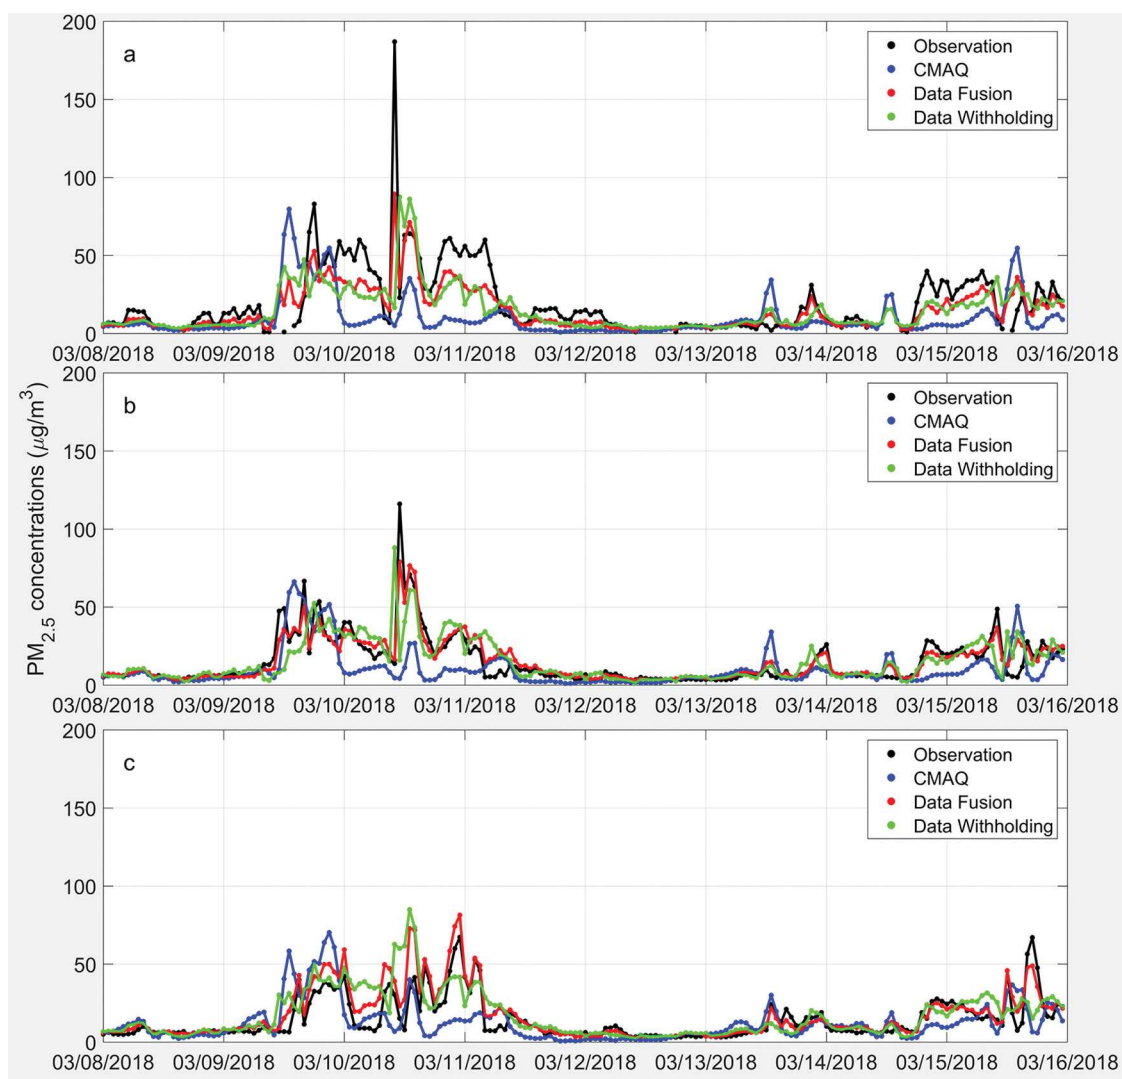 PM2.5 concentrations (μg/m3)
200
150
100
50
0
a
Observation
CMAQ
Data Fusion
Data Withholding
03/08/2018 03/09/2018 03/10/2018 03/11/2018 03/12/2018 03/13/2018 03/14/2018 03/15/2018 03/16/2018
200
150
100
50
0
b
Observation
CMAQ
Data Fusion
Data Withholding
03/08/2018 03/09/2018 03/10/2018 03/11/2018 03/12/2018 03/13/2018 03/14/2018 03/15/2018 03/16/2018
200
150
100
50
0
c
Observation
CMAQ
Data Fusion
Data Withholding
03/08/2018 03/09/2018 03/10/2018 03/11/2018 03/12/2018 03/13/2018 03/14/2018 03/15/2018 03/16/2018